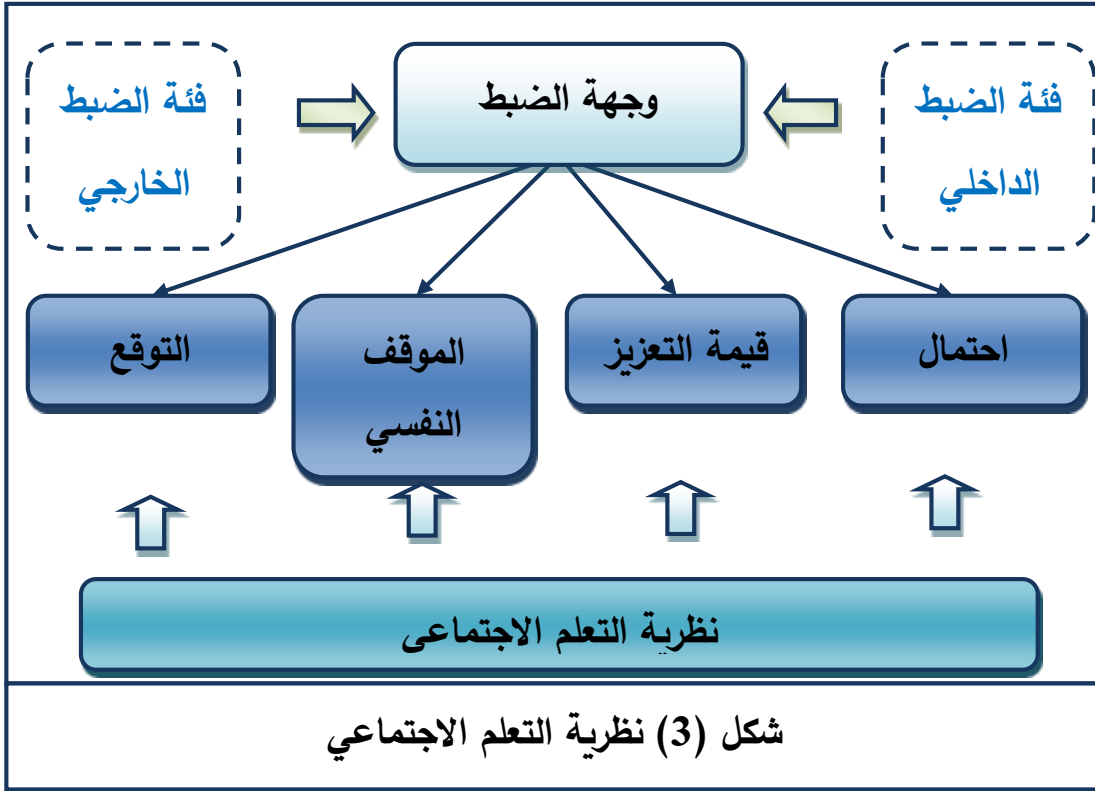 فئة الضبط
الداخلي
وجهة الضبط
فئة الضبط
الخارجي
احتمال
قيمة التعزيز
الموقف
النفسي
التوقع
نظرية التعلم الاجتماعى
شكل (3) نظرية التعلم الاجتماعي